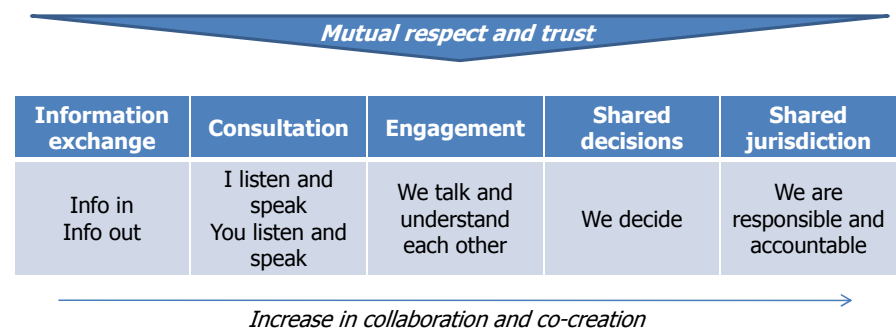 Mutual respect and trust
Information
exchange
Consultation
Engagement
Shared
decisions
Shared
jurisdiction
Info in
Info out
I listen and
speak
You listen and
speak
We talk and
understand
each other
We decide
We are
responsible and
accountable
Increase in collaboration and co-creation